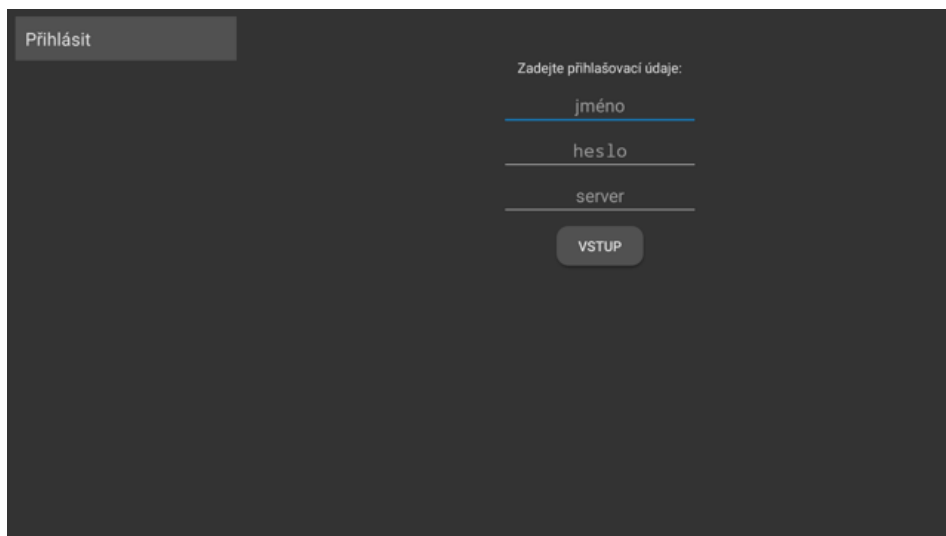 Přihlásit
Zadejte přihlašovací údaje:
jméno
heslo
server
VSTUP